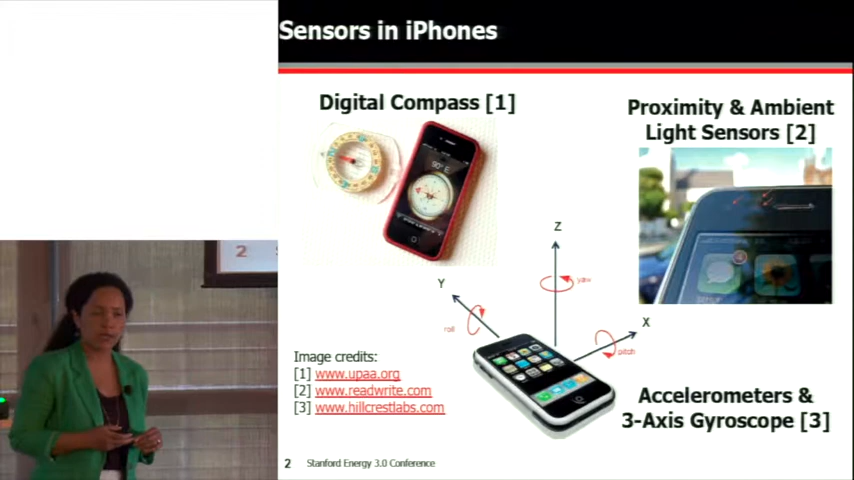 Sensors in iPhones
Digital Compass [1]
Proximity & Ambient
Light Sensors [2]
90° E
Z
yaw
Y
roll
X
pitch
Image credits:
[1] www.upaa.org
[2] www.readwrite.com
[3] www.hillcrestlabs.com
Accelerometers &
3-Axis Gyroscope [3]
2 Stanford Energy 3.0 Conference
2